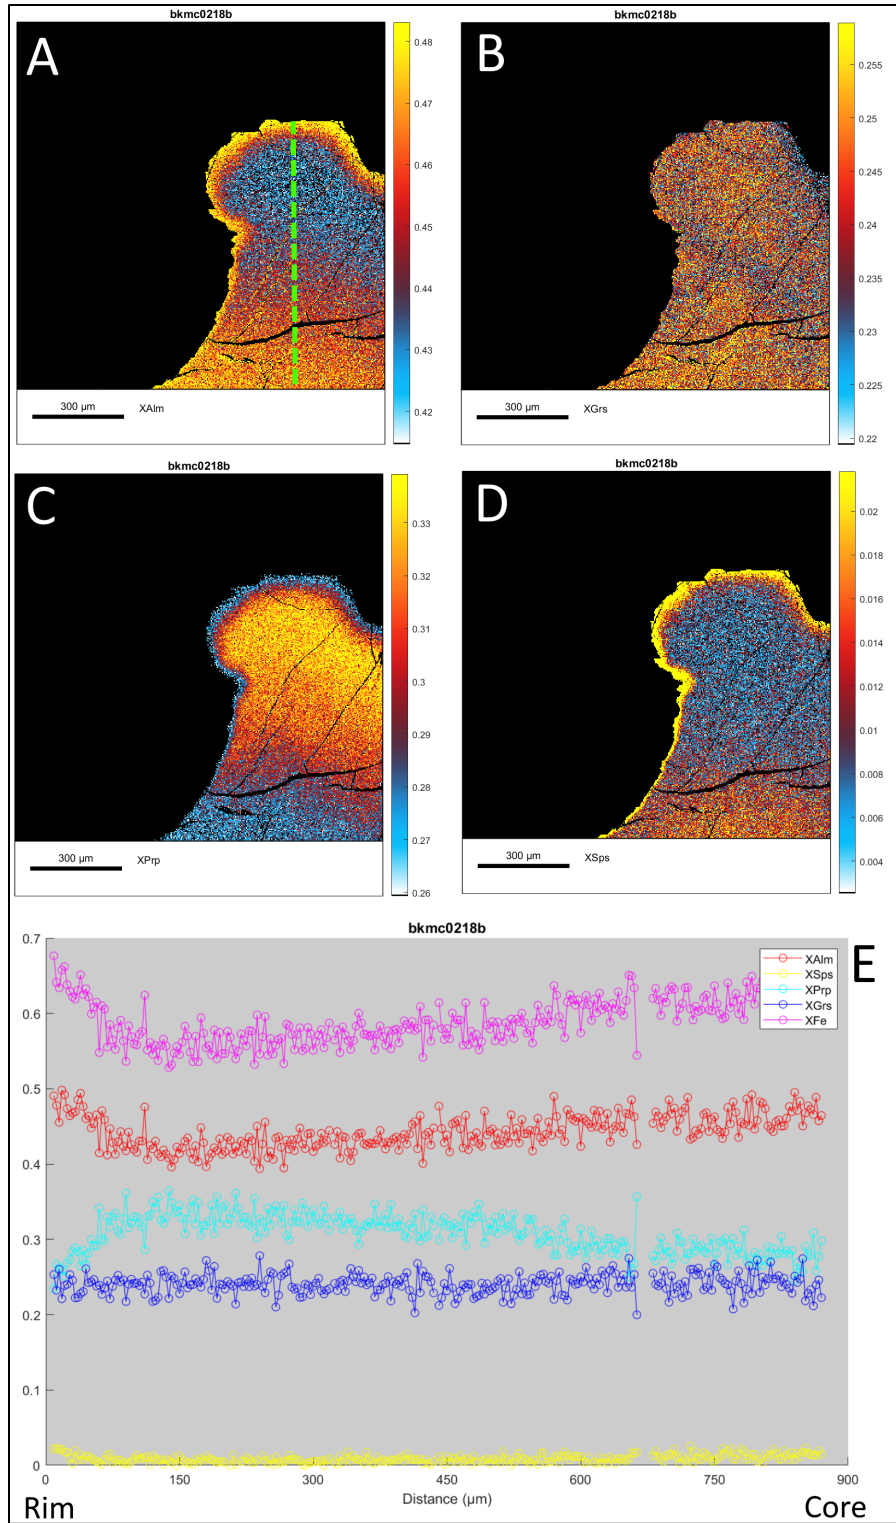 bkmc0218b
A
0.48
0.47
0.46
0.45
0.44
0.43
0.42
300 µm
XAlm
bkmc0218b
B
0.255
0.25
0.245
0.24
0.235
0.23
0.225
0.22
300 µm
XGrs
bkmc0218b
C
0.33
0.32
0.31
0.3
0.29
0.28
0.27
0.26
300 µm
XPrp
bkmc0218b
D
0.02
0.018
0.016
0.014
0.012
0.01
0.008
0.006
0.004
300 µm
XSps
bkmc0218b
E
XAlm
XSps
XPrp
XGrs
XFe
0.7
0.6
0.5
0.4
0.3
0.2
0.1
0
0 150 300 450 600 750 900
Distance (µm)
Rim Core